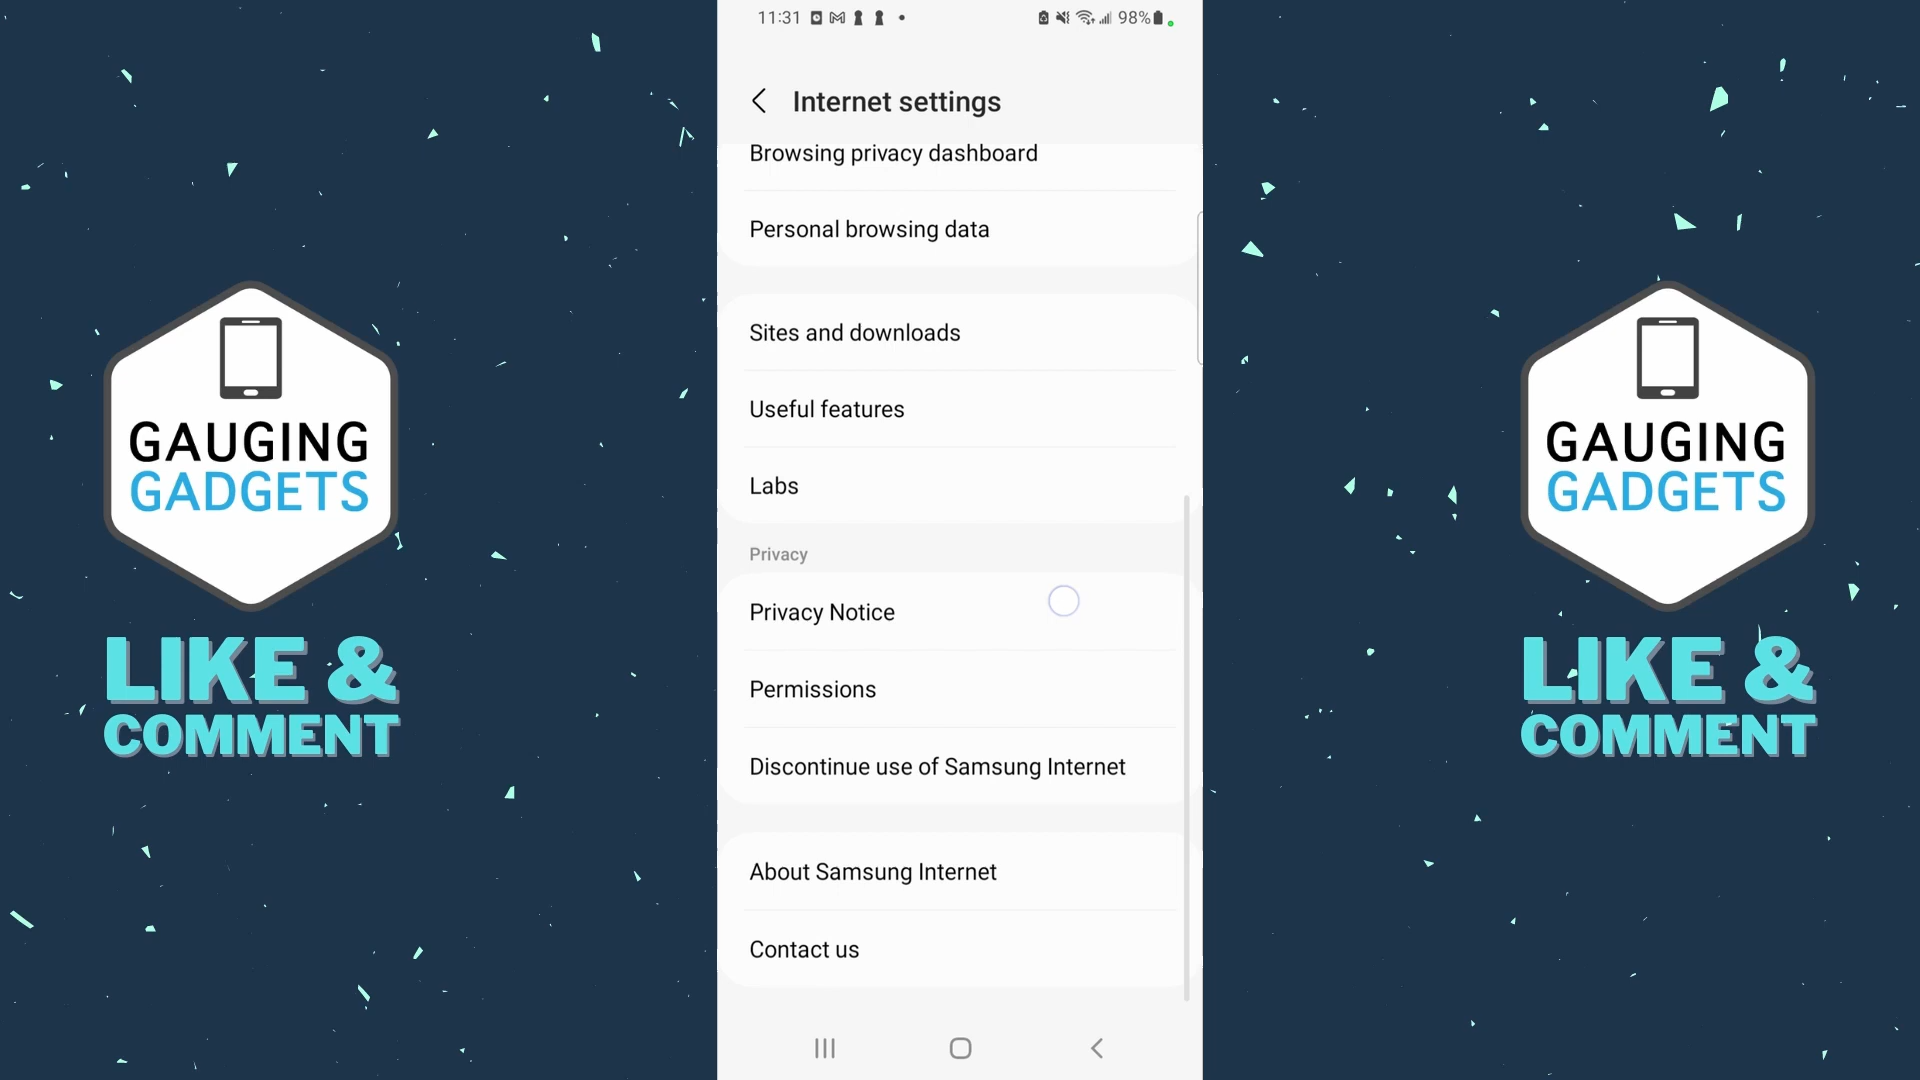 11:31 98%
Internet settings
Browsing privacy dashboard
Personal browsing data
Sites and downloads
Useful features
Labs
Privacy
Privacy Notice
Permissions
Discontinue use of Samsung Internet
About Samsung Internet
Contact us
GAUGING
GADGETS
LIKE &
COMMENT
GAUGING
GADGETS
LIKE &
COMMENT